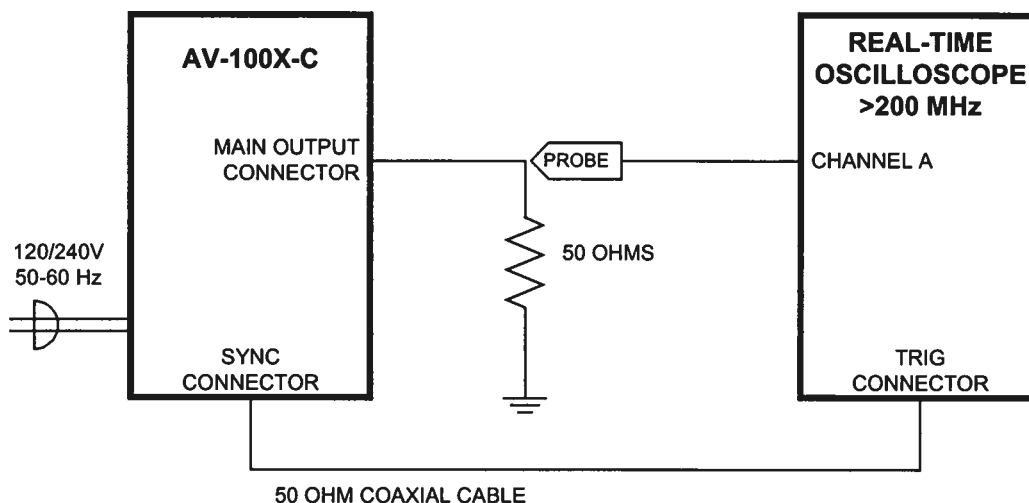 AV-100X-C
REAL-TIME
OSCILLOSCOPE
>200 MHz
MAIN OUTPUT
CONNECTOR
PROBE
CHANNEL A
50 OHMS
120/240V
50-60 Hz
SYNC
CONNECTOR
TRIG
CONNECTOR
50 OHM COAXIAL CABLE